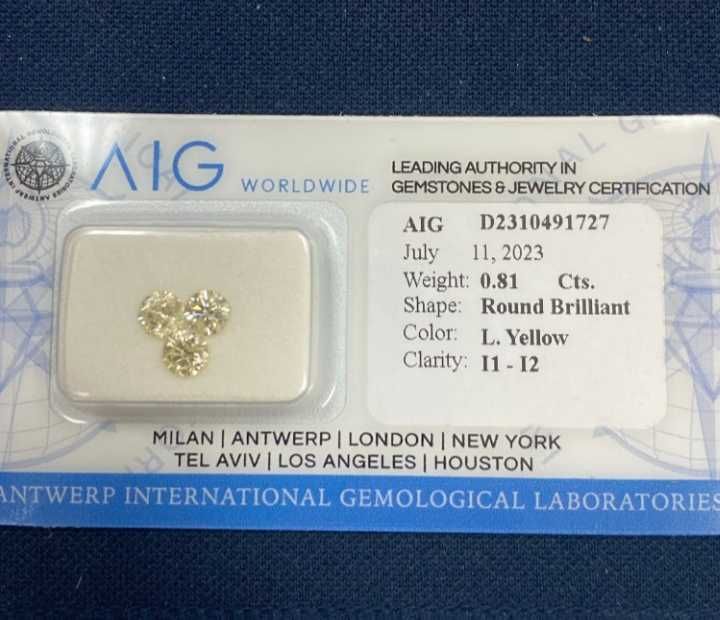 AIG WORLDWIDE
LEADING AUTHORITY IN
GEMSTONES & JEWELRY CERTIFICATION
AIG D2310491727
July 11, 2023
Weight: 0.81 Cts.
Shape: Round Brilliant
Color: L. Yellow
Clarity: I1 - I2
MILAN | ANTWERP | LONDON | NEW YORK
TEL AVIV | LOS ANGELES | HOUSTON
ANTWERP INTERNATIONAL GEMOLOGICAL LABORATORIES